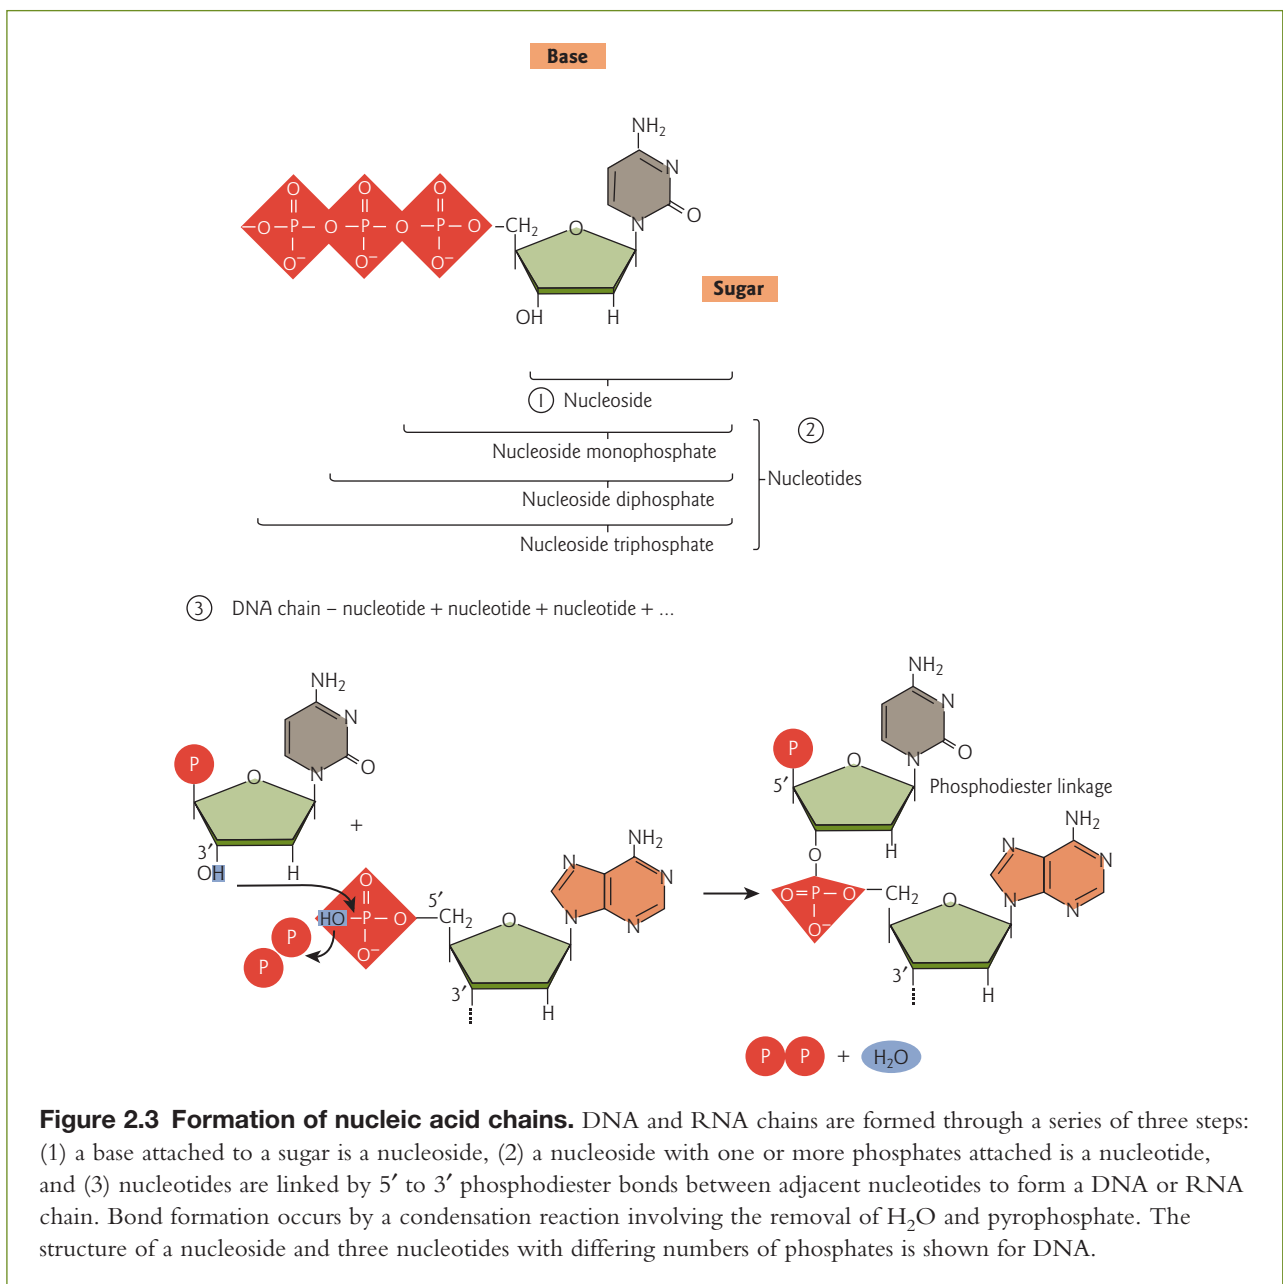 Base
NH2
N
O
N
O O O
O – P – O – P – O – P – O – CH2
O
O– O– O–
Sugar
OH H
1 Nucleoside
2
Nucleoside monophosphate
Nucleotides
Nucleoside diphosphate
Nucleoside triphosphate
3 DNA chain – nucleotide + nucleotide + nucleotide + ...
NH2
N
O
N
P
O
+
3′
OH
H
O
HO – P – O
O–
5′
CH2
P
P
O
NH2
N
N
N
N
3′
H
NH2
N
O
N
P
5′
O
Phosphodiester linkage
H
O
O=P–O
O–
CH2
O
NH2
N
N
N
N
3′
H
P P + H2O
Figure 2.3 Formation of nucleic acid chains. DNA and RNA chains are formed through a series of three steps:
(1) a base attached to a sugar is a nucleoside, (2) a nucleoside with one or more phosphates attached is a nucleotide,
and (3) nucleotides are linked by 5′ to 3′ phosphodiester bonds between adjacent nucleotides to form a DNA or RNA
chain. Bond formation occurs by a condensation reaction involving the removal of H2O and pyrophosphate. The
structure of a nucleoside and three nucleotides with differing numbers of phosphates is shown for DNA.